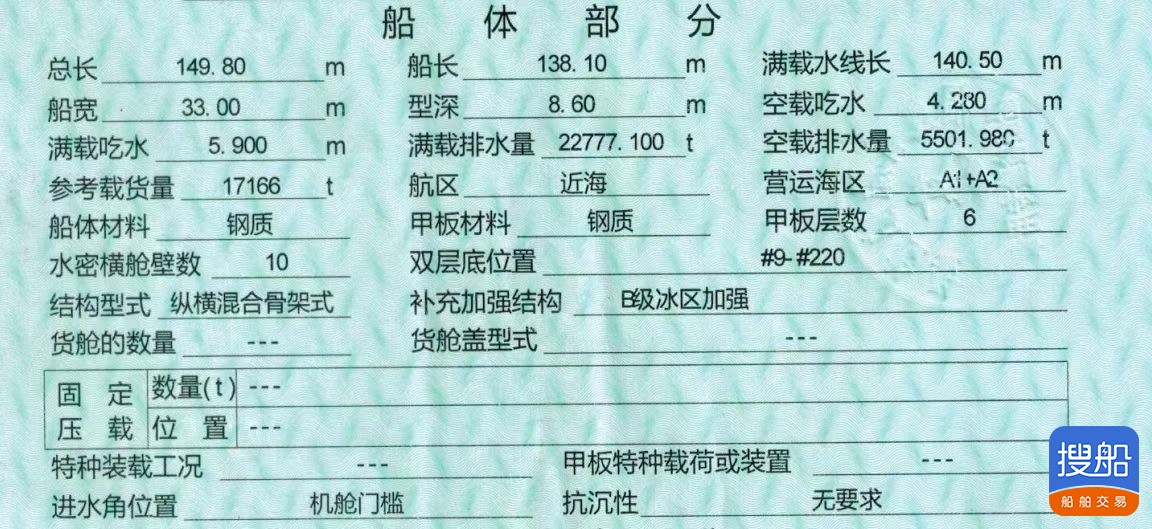 船体部分
总长 149.80 m 船长 138.10 m 满载水线长 140.50 m
船宽 33.00 m 型深 8.60 m 空载吃水 4.280 m
满载吃水 5.900 m 满载排水量 22777.100 t 空载排水量 5501.980 t
参考载货量 17166 t 航区 近海 营运海区 A1+A2
船体材料 钢质 甲板材料 钢质 甲板层数 6
水密横舱壁数 10 双层底位置 #9-#220
结构型式 纵横混合骨架式 补充加强结构 B级冰区加强
货舱的数量 --- 货舱盖型式 ---
固定 数量(t) ---
压载 位置 ---
特种装载工况 --- 甲板特种载荷或装置 ---
进水角位置 机舱门槛 抗沉性 无要求
搜船
船舶交易